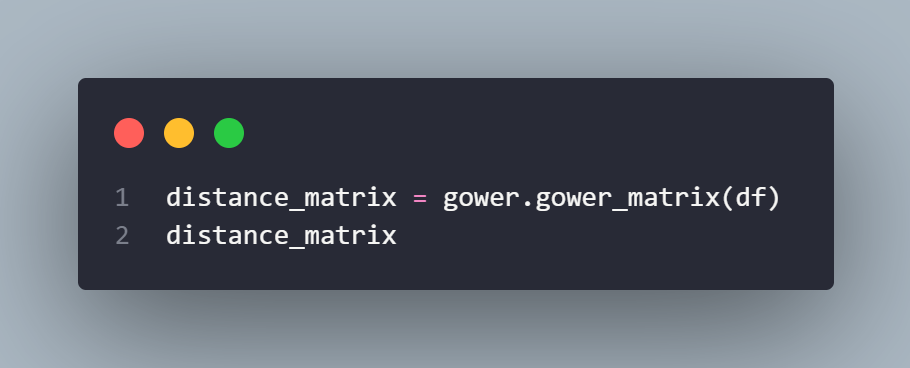 1 distance_matrix = gower.gower_matrix(df)
2 distance_matrix